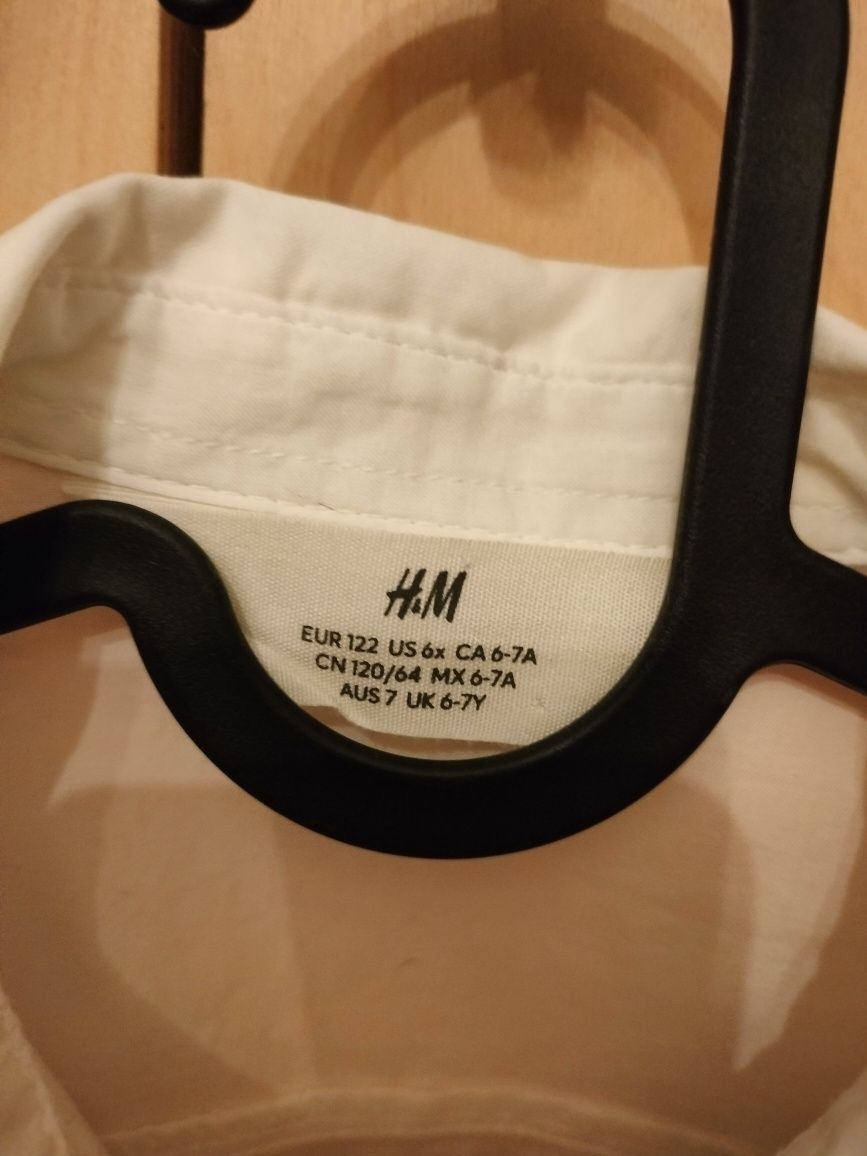 H&M
EUR 122 US 6x CA 6-7A
CN 120/64 MX 6-7A
AUS 7 UK 6-7Y